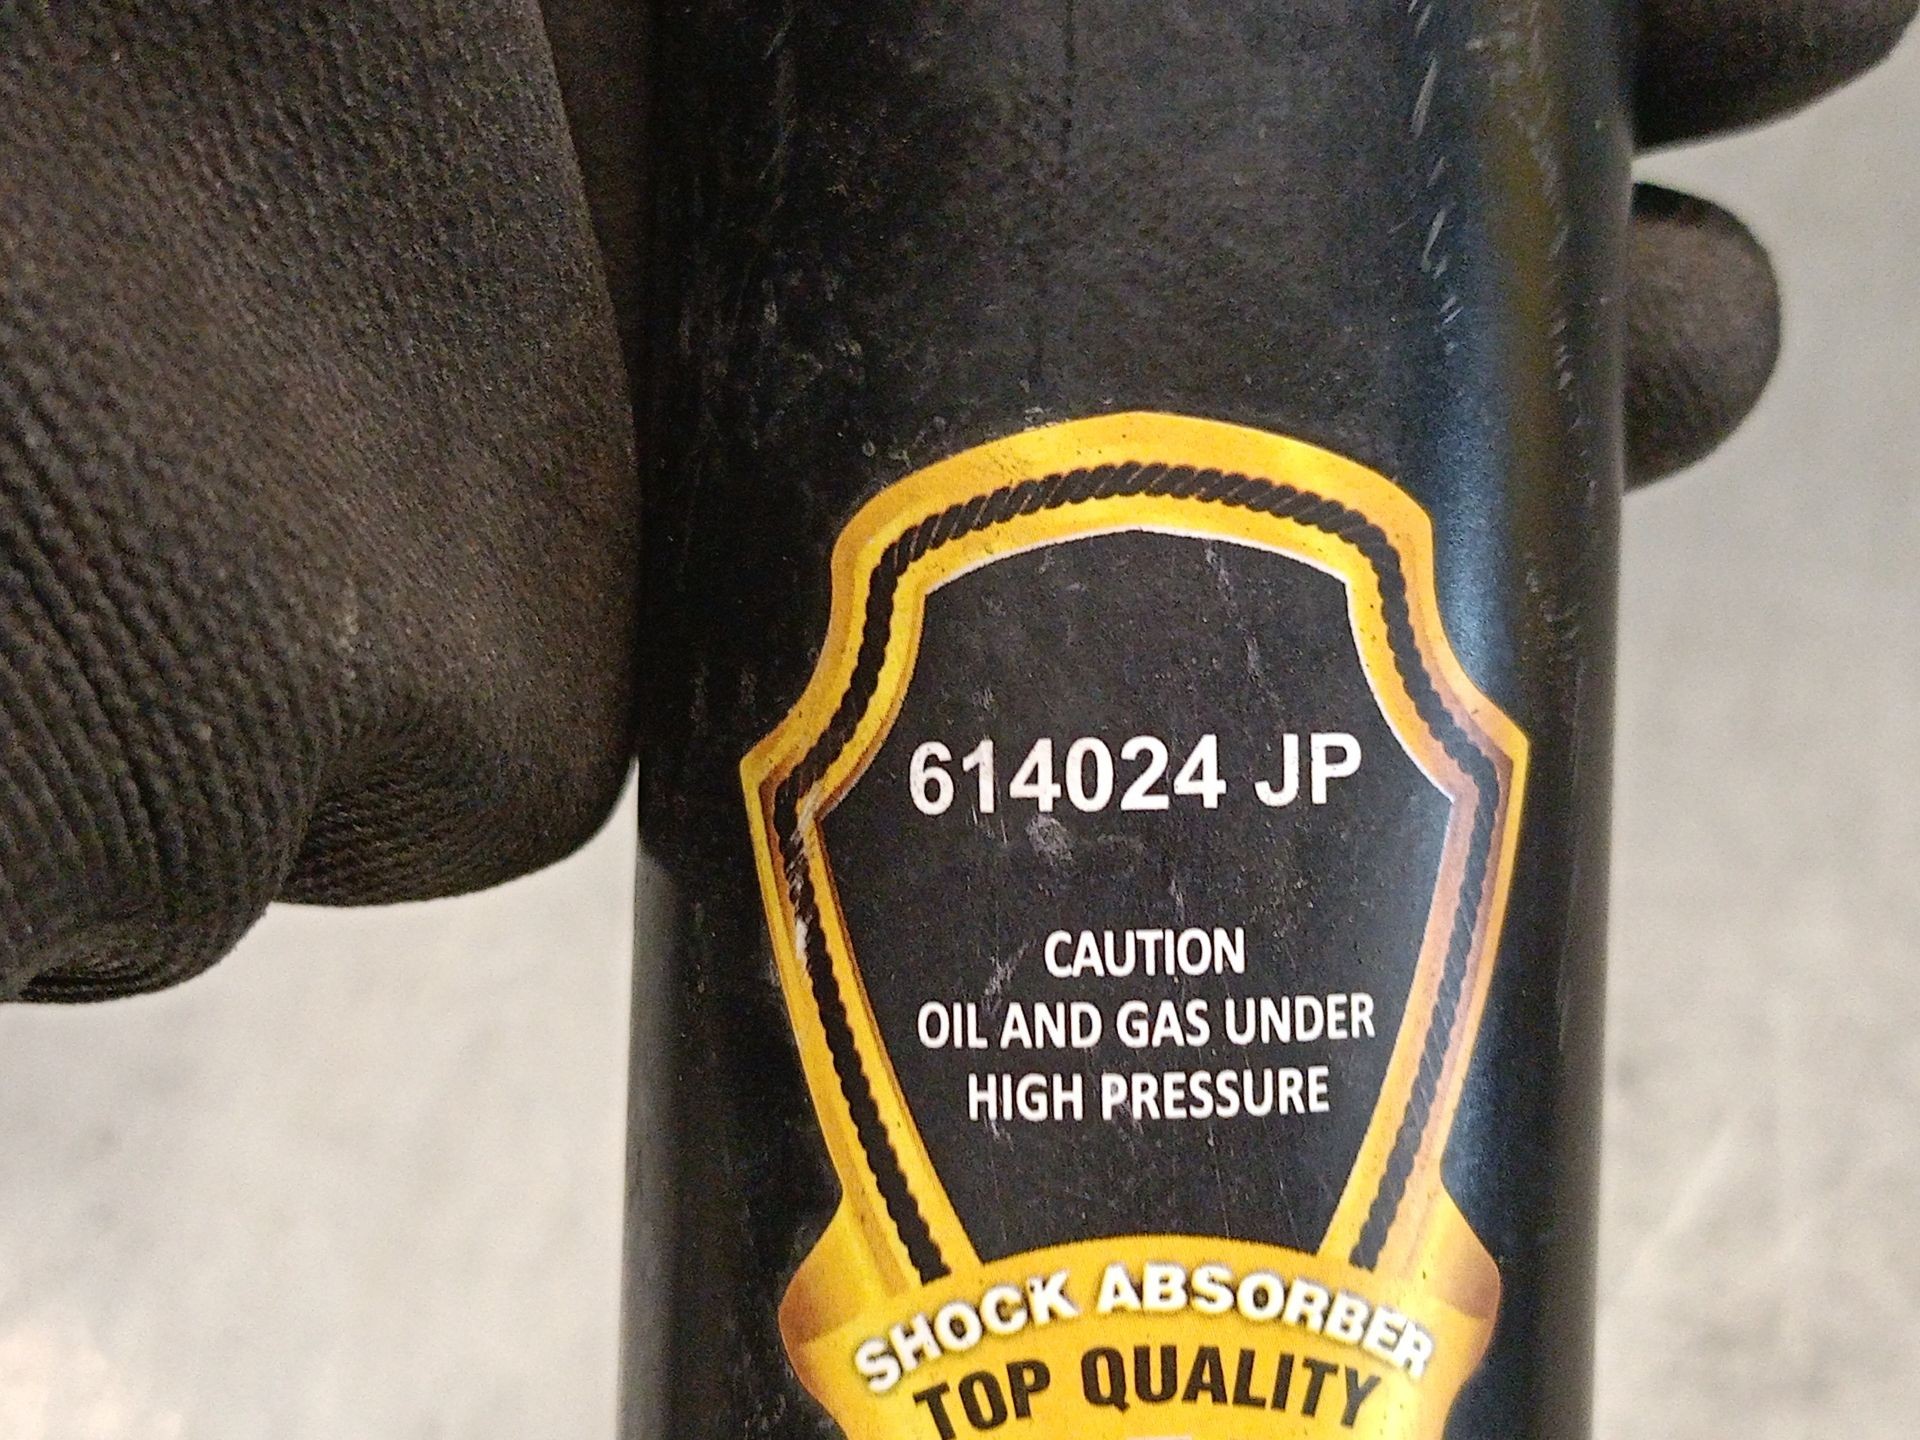 614024 JP
CAUTION
OIL AND GAS UNDER
HIGH PRESSURE
SHOCK ABSORBER
TOP QUALITY